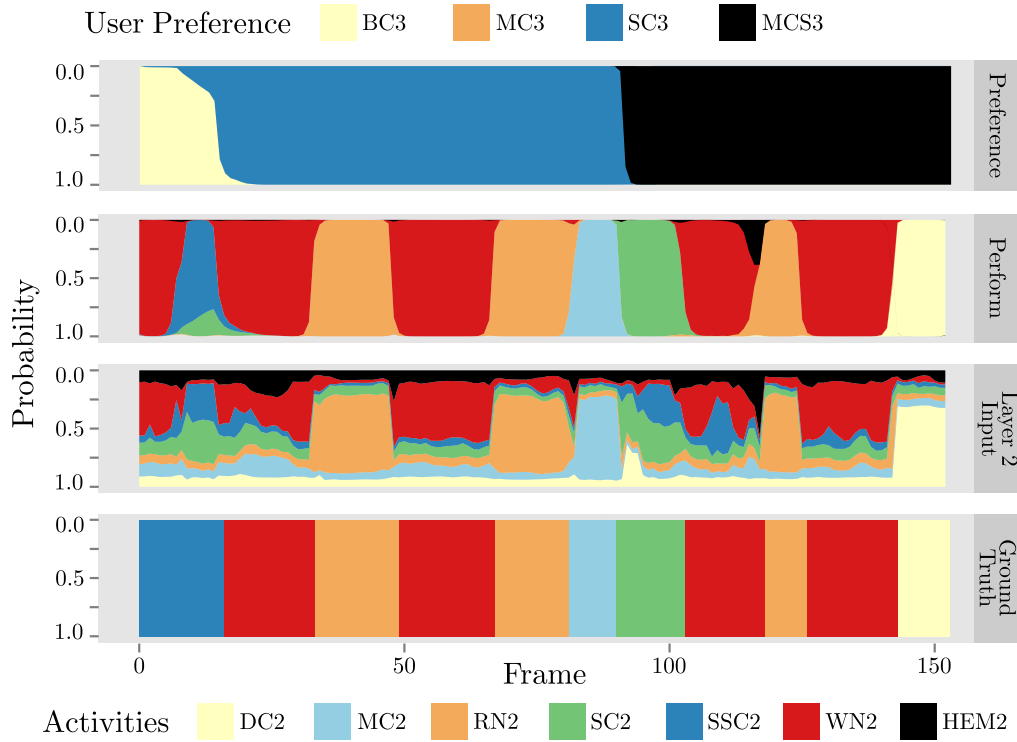 User Preference BC3 MC3 SC3 MCS3
0.0
0.5
1.0
Preference
0.0
0.5
1.0
Perform
Probability
0.0
0.5
1.0
Layer 2
Input
0.0
0.5
1.0
Ground
Truth
0 50 100 150
Frame
Activities DC2 MC2 RN2 SC2 SSC2 WN2 HEM2